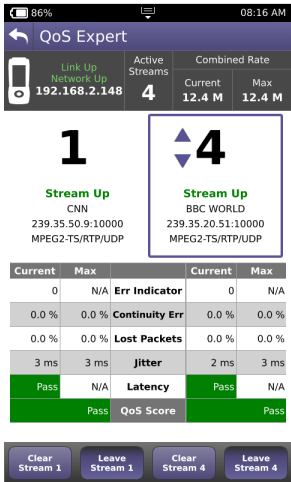 86%
08:16 AM
QoS Expert
Link Up
Network Up
192.168.2.148
Active
Streams
4
Combined Rate
Current
12.4 M
Max
12.4 M
1
Stream Up
CNN
239.35.50.9:10000
MPEG2-TS/RTP/UDP
4
Stream Up
BBC WORLD
239.35.20.51:10000
MPEG2-TS/RTP/UDP
Current Max Current Max
0 N/A Err Indicator 0 N/A
0.0 % 0.0 % Continuity Err 0.0 % 0.0 %
0.0 % 0.0 % Lost Packets 0.0 % 0.0 %
3 ms 3 ms Jitter 2 ms 3 ms
Pass N/A Latency Pass N/A
Pass QoS Score Pass
Clear
Stream 1
Leave
Stream 1
Clear
Stream 4
Leave
Stream 4